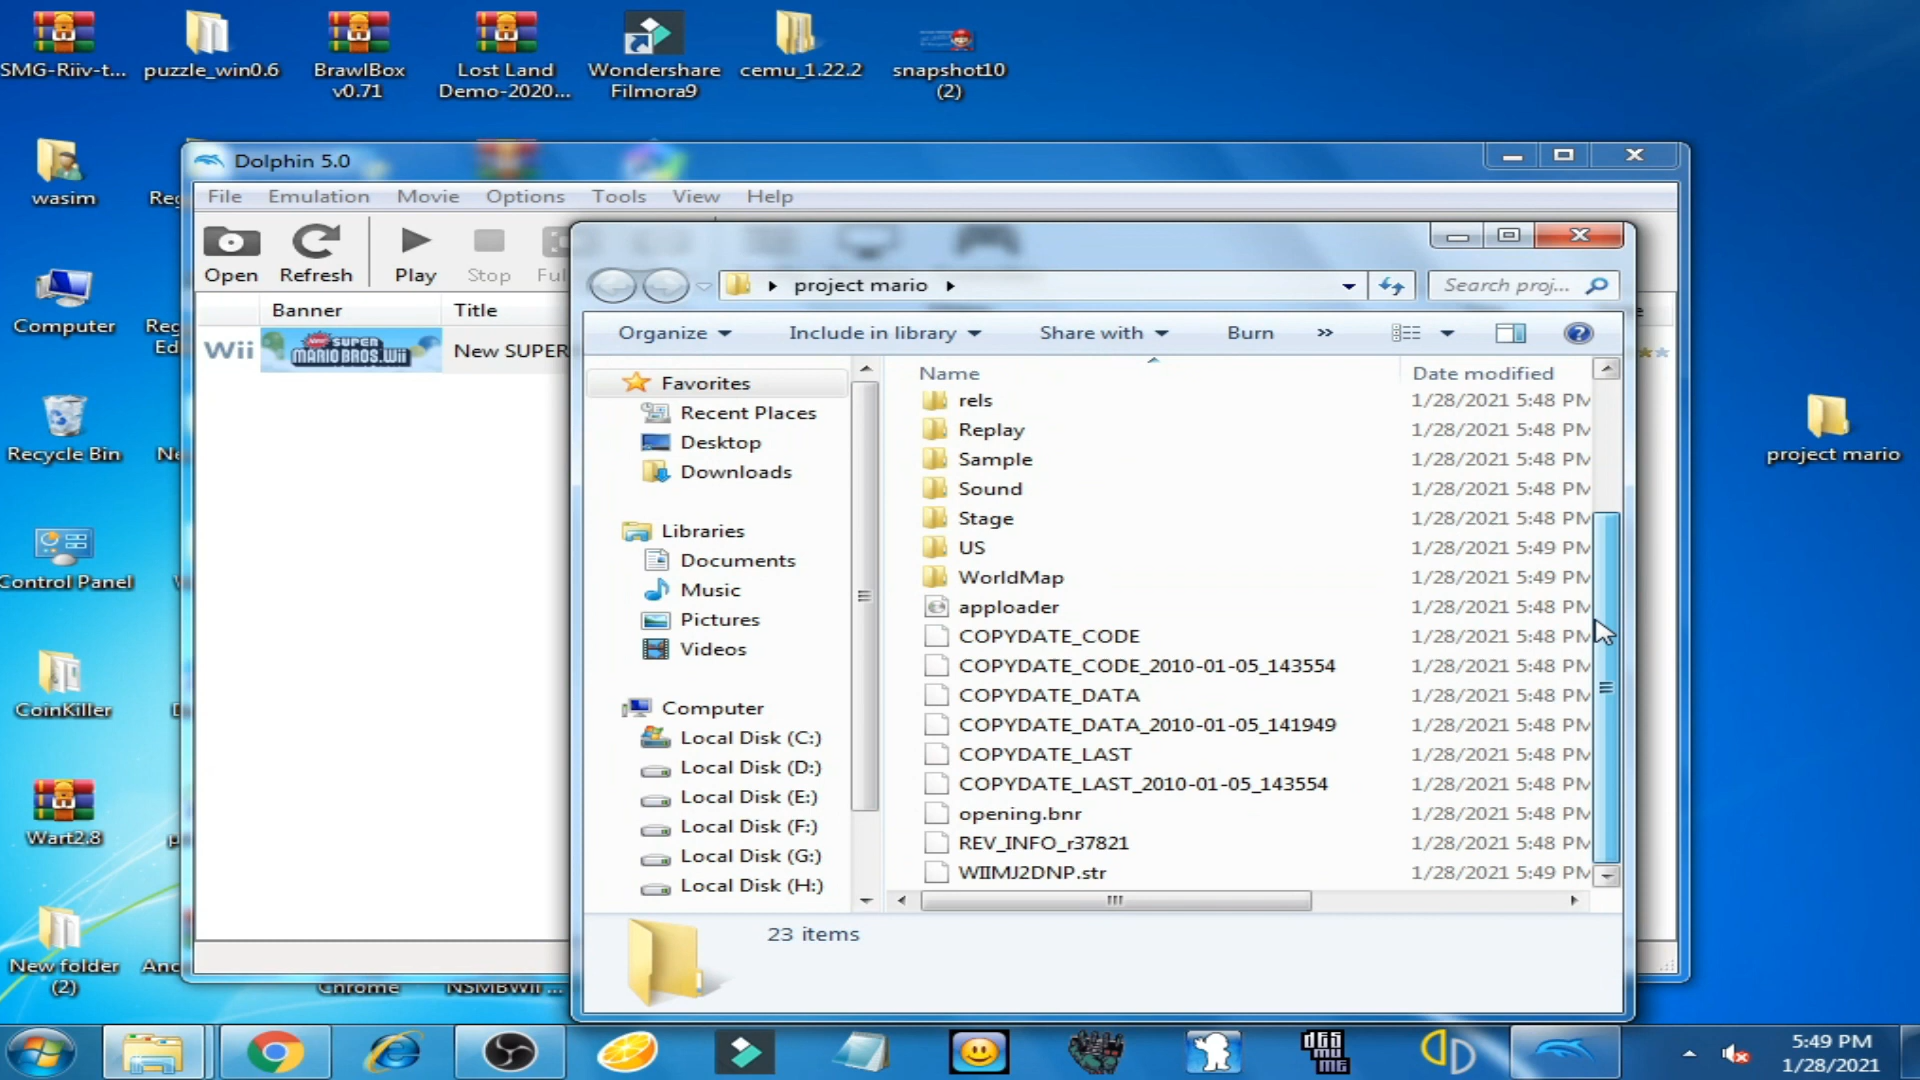 SMG-Riiv-t...
puzzle_win0.6
BrawlBox
v0.71
Lost Land
Demo-2020...
Wondershare
Filmora9
cemu_1.22.2
snapshot10
(2)
wasim
Computer
Recycle Bin
Control Panel
CoinKiller
Wart2.8
New folder
(2)
project mario
Dolphin 5.0
File Emulation Movie Options Tools View Help
Open Refresh Play Stop
Banner Title
Wii
New SUPER
SUPER
MARIO BROS. Wii
New SUPER
project mario
Search proj...
Organize Include in library Share with Burn »
Favorites
Recent Places
Desktop
Downloads
Libraries
Documents
Music
Pictures
Videos
Computer
Local Disk (C:)
Local Disk (D:)
Local Disk (E:)
Local Disk (F:)
Local Disk (G:)
Local Disk (H:)
Name Date modified
rels 1/28/2021 5:48 PM
Replay 1/28/2021 5:48 PM
Sample 1/28/2021 5:48 PM
Sound 1/28/2021 5:48 PM
Stage 1/28/2021 5:48 PM
US 1/28/2021 5:49 PM
WorldMap 1/28/2021 5:49 PM
apploader 1/28/2021 5:48 PM
COPYDATE_CODE 1/28/2021 5:48 PM
COPYDATE_CODE_2010-01-05_143554 1/28/2021 5:48 PM
COPYDATE_DATA 1/28/2021 5:48 PM
COPYDATE_DATA_2010-01-05_141949 1/28/2021 5:48 PM
COPYDATE_LAST 1/28/2021 5:48 PM
COPYDATE_LAST_2010-01-05_143554 1/28/2021 5:48 PM
opening.bnr 1/28/2021 5:48 PM
REV_INFO_r37821 1/28/2021 5:48 PM
WIIMJ2DNP.str 1/28/2021 5:49 PM
23 items
Chrome
NSMBWII ...
deSmuME
5:49 PM
1/28/2021